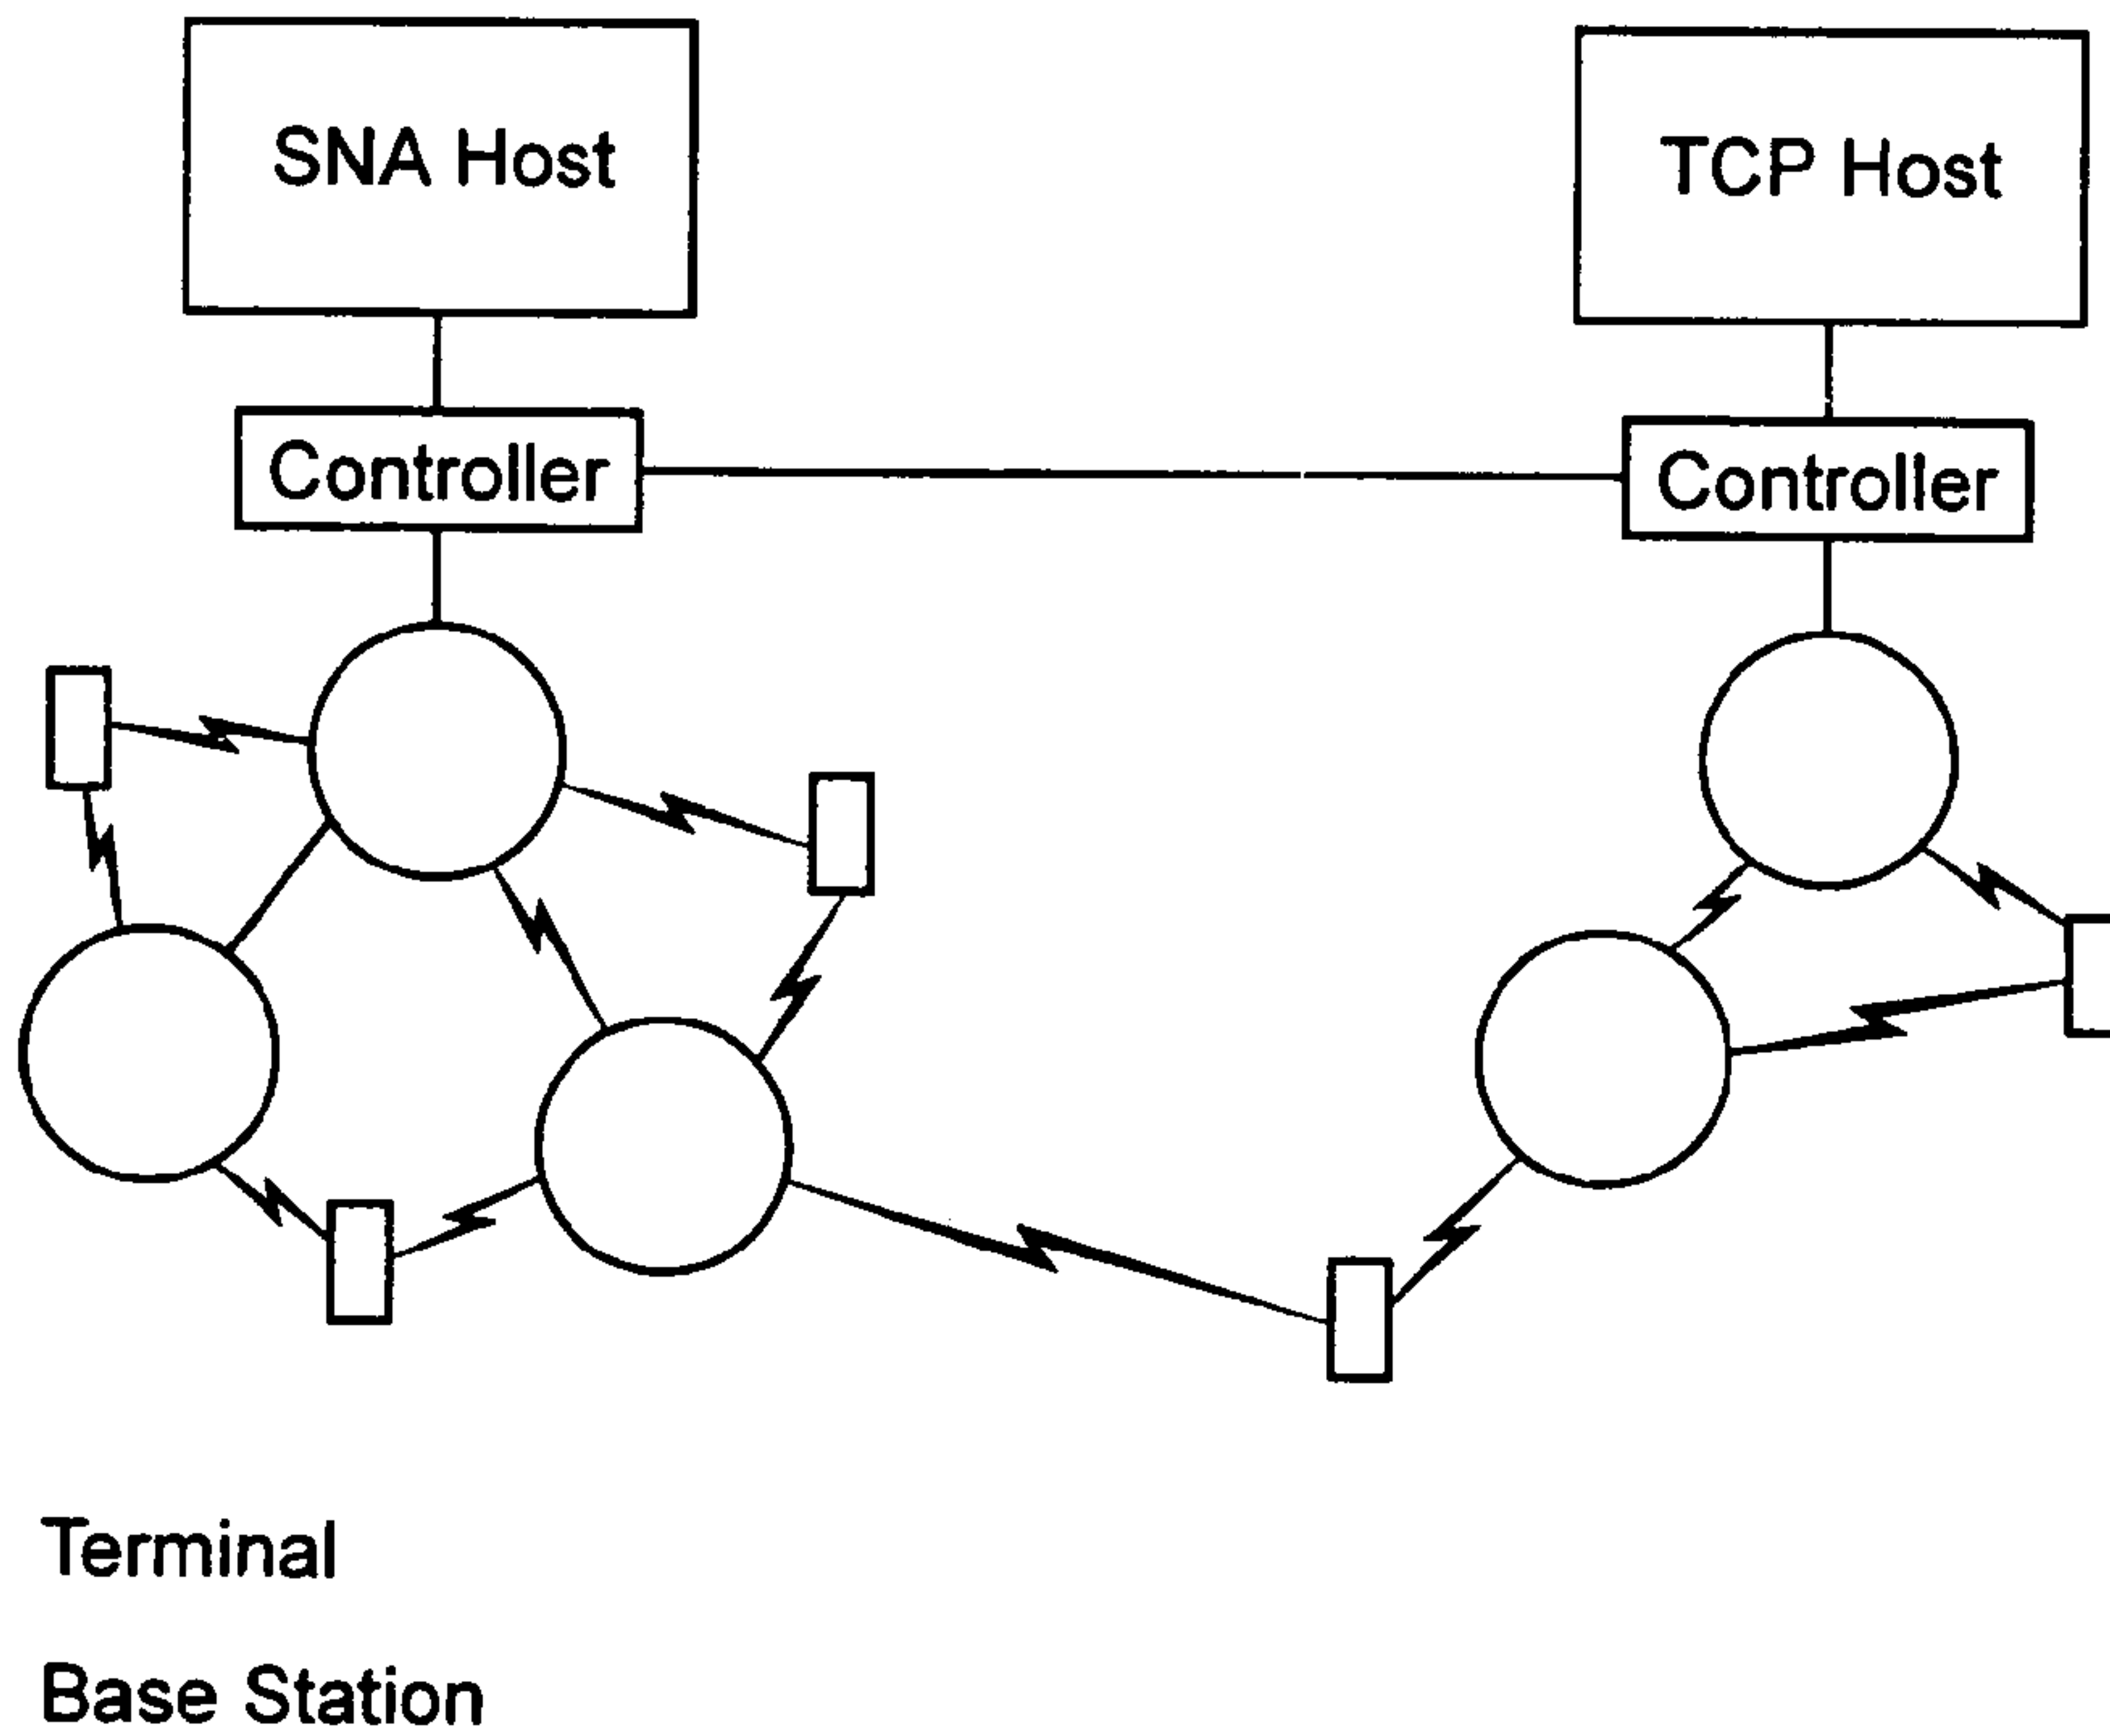 SNA Host
TCP Host
Controller
Controller
Terminal
Base Station